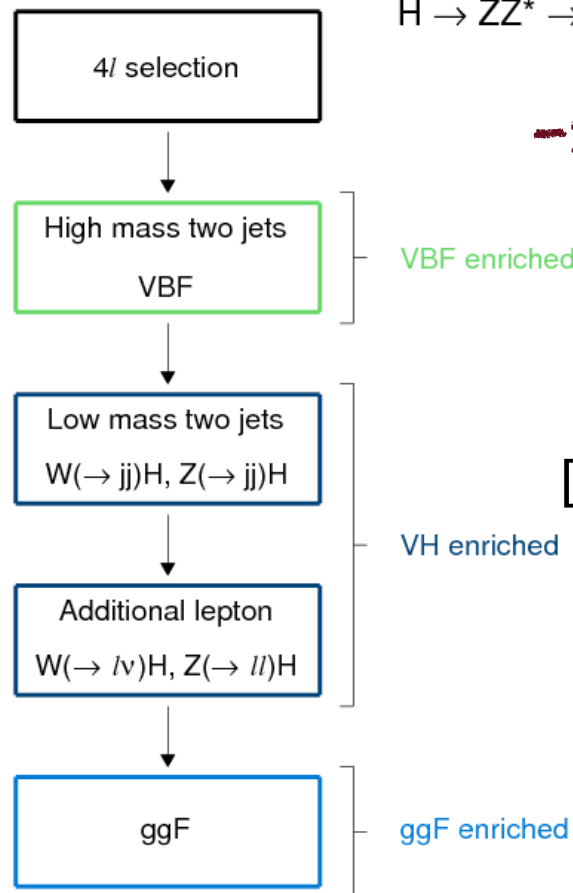 H → ZZ* →
4l selection
High mass two jets
VBF
VBF enriched
Low mass two jets
W(→ jj)H, Z(→ jj)H
VH enriched
Additional lepton
W(→ lν)H, Z(→ ll)H
ggF
ggF enriched